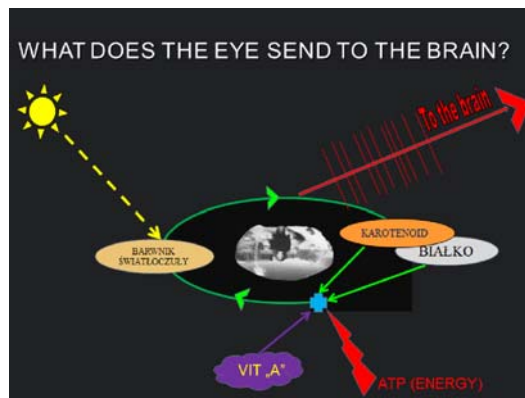 WHAT DOES THE EYE SEND TO THE BRAIN?
To the brain
BARWNIK
ŚWIATŁOCZUŁY
KAROTENOID
BIAŁKO
VIT „A”
ATP (ENERGY)